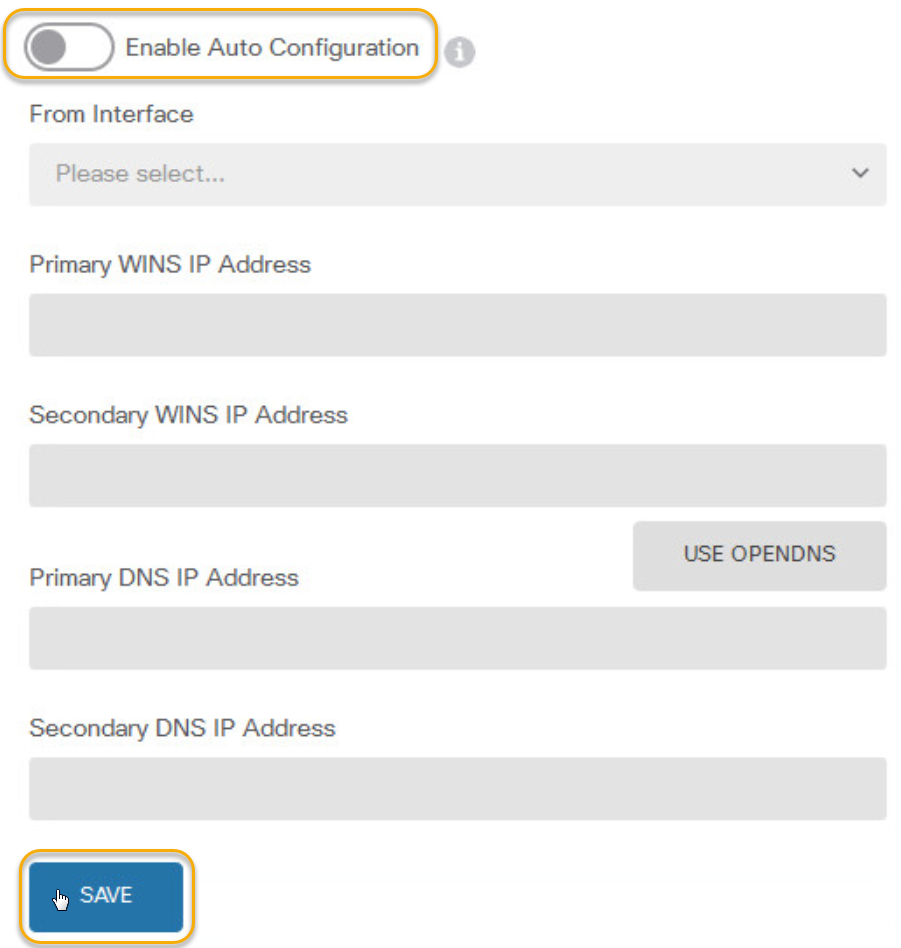 Enable Auto Configuration
From Interface
Please select...
Primary WINS IP Address
Secondary WINS IP Address
USE OPENDNS
Primary DNS IP Address
Secondary DNS IP Address
SAVE